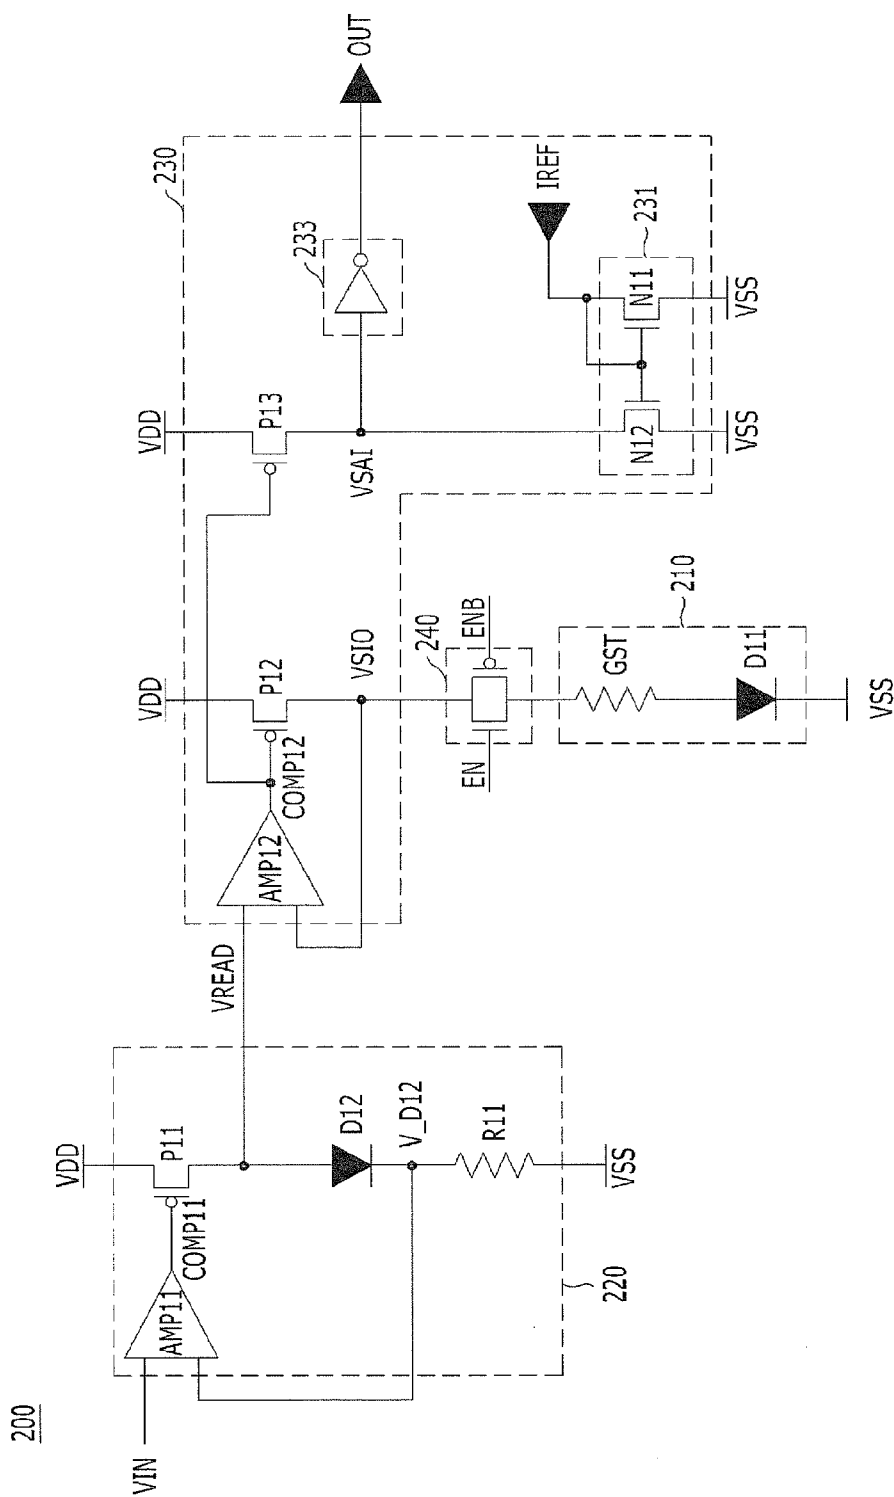 200
VIN
AMP11
COMP11
VDD
P11
VREAD
D12
V_D12
R11
VSS
220
230
AMP12
COMP12
VDD
P12
VSIO
240
EN
ENB
GST
210
D11
VSS
VDD
P13
VSAI
233
OUT
IREF
231
N12
N11
VSS
VSS